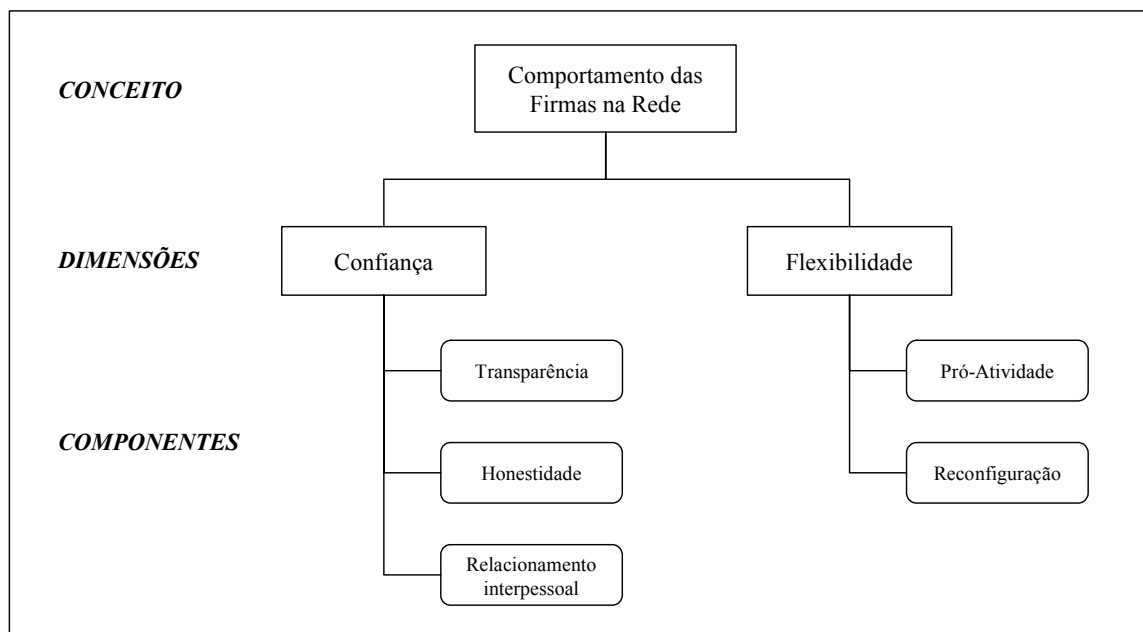 CONCEITO
Comportamento das
Firmas na Rede
DIMENSÕES
Confiança
Flexibilidade
Transparência
Pró-Atividade
COMPONENTES
Honestidade
Reconfiguração
Relacionamento
interpessoal